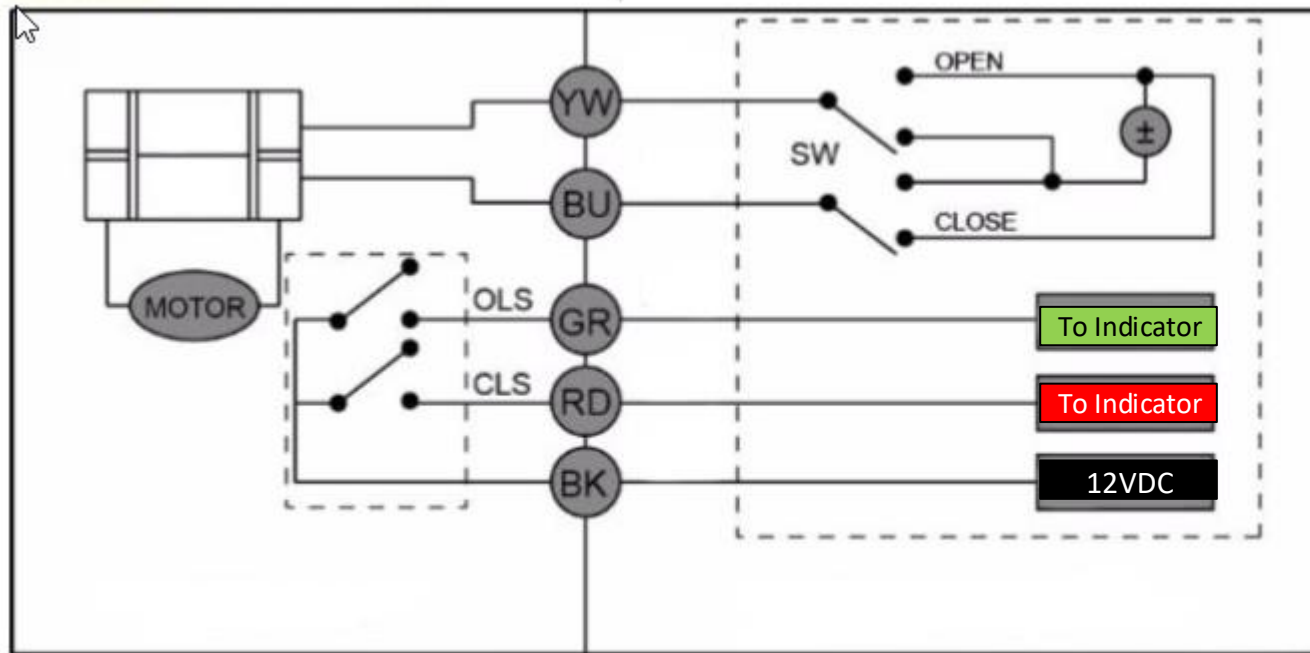 OPEN
YW
±
SW
BU
CLOSE
MOTOR
OLS
GR
To Indicator
CLS
RD
To Indicator
BK
12VDC